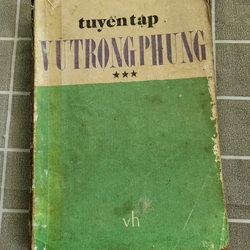 tuyển tập
VŨ TRỌNG PHỤNG
★★★
vh